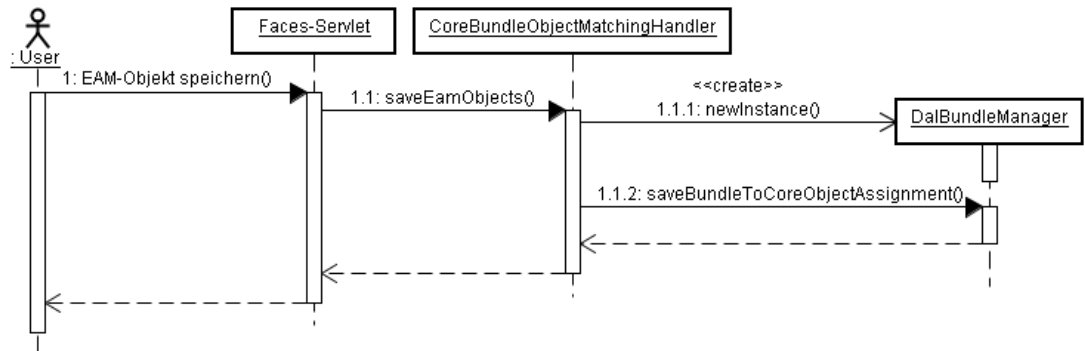 Faces-Servlet
CoreBundleObjectMatchingHandler
: User
1: EAM-Objekt speichern()
1.1: saveEamObjects()
<<create>>
1.1.1: newInstance()
DalBundleManager
1.1.2: saveBundleToCoreObjectAssignment()